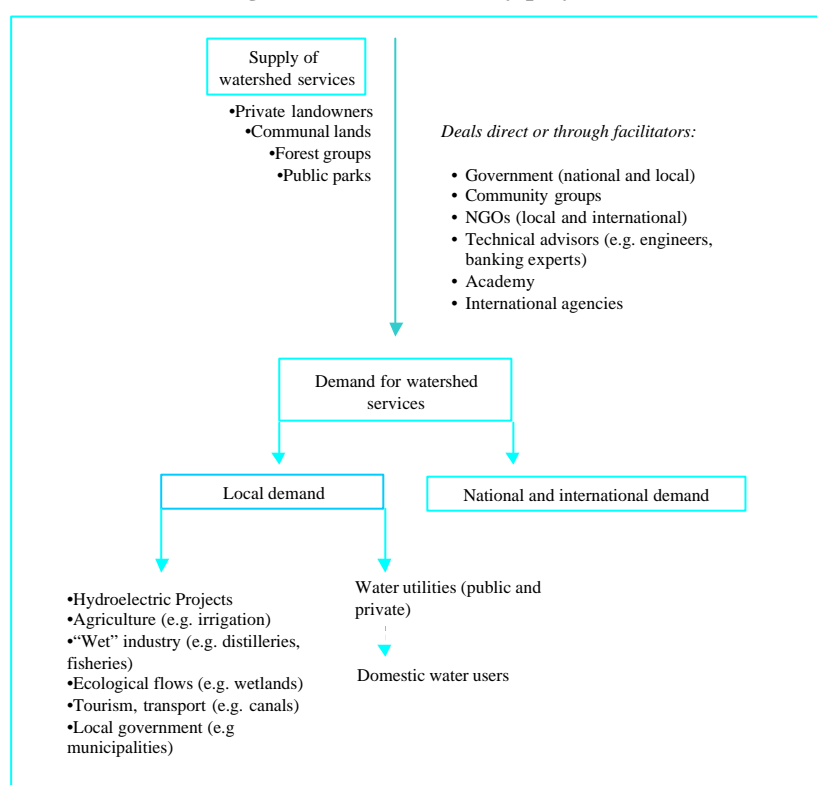 Supply of
watershed services
•Private landowners
•Communal lands
•Forest groups
•Public parks
Deals direct or through facilitators:
• Government (national and local)
• Community groups
• NGOs (local and international)
• Technical advisors (e.g. engineers,
banking experts)
• Academy
• International agencies
Demand for watershed
services
Local demand
National and international demand
•Hydroelectric Projects
•Agriculture (e.g. irrigation)
•“Wet” industry (e.g. distilleries,
fisheries)
•Ecological flows (e.g. wetlands)
•Tourism, transport (e.g. canals)
•Local government (e.g
municipalities)
Water utilities (public and
private)
Domestic water users